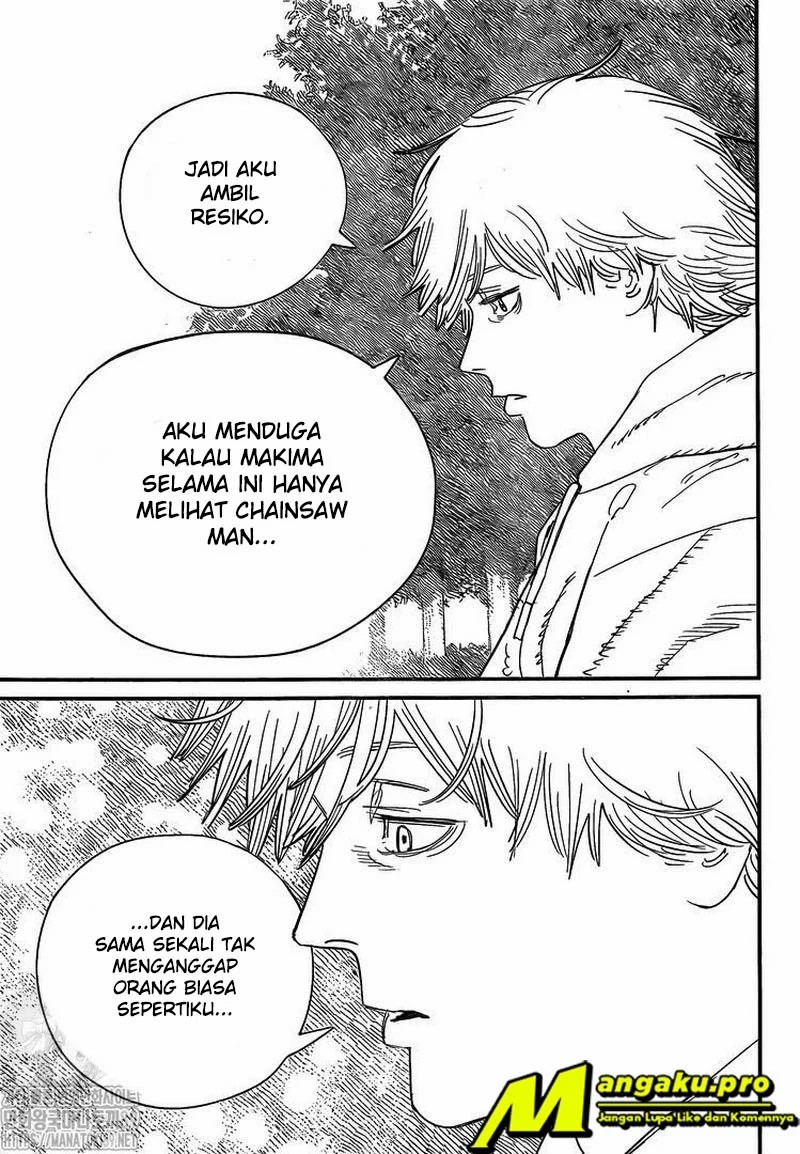 JADI AKU
AMBIL
RESIKO.
AKU MENDUGA
KALAU MAKIMA
SELAMA INI HANYA
MELIHAT CHAINSAW
MAN...
...DAN DIA
SAMA SEKALI TAK
MENGANGGAP
ORANG BIASA
SEPERTIKU...
Mangaku.pro
Jangan Lupa Like dan Komennya